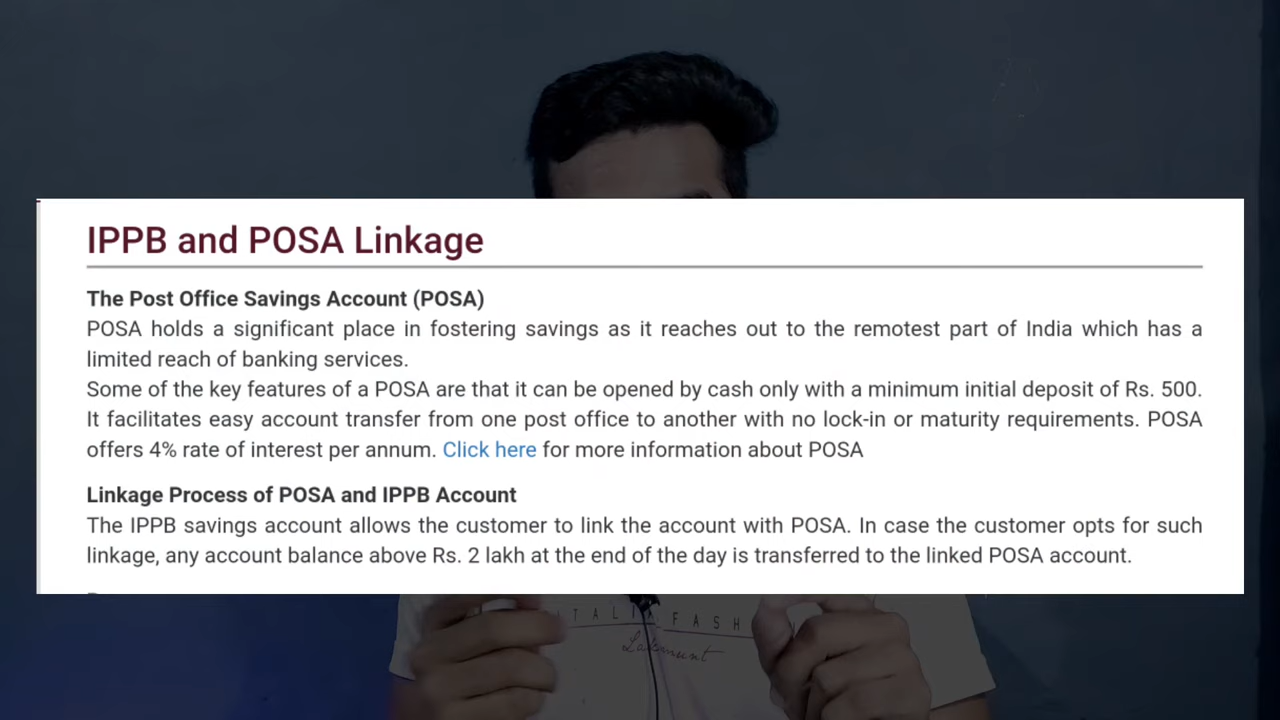 IPPB and POSA Linkage
The Post Office Savings Account (POSA)
POSA holds a significant place in fostering savings as it reaches out to the remotest part of India which has a
limited reach of banking services.
Some of the key features of a POSA are that it can be opened by cash only with a minimum initial deposit of Rs. 500.
It facilitates easy account transfer from one post office to another with no lock-in or maturity requirements. POSA
offers 4% rate of interest per annum. Click here for more information about POSA
Linkage Process of POSA and IPPB Account
The IPPB savings account allows the customer to link the account with POSA. In case the customer opts for such
linkage, any account balance above Rs. 2 lakh at the end of the day is transferred to the linked POSA account.